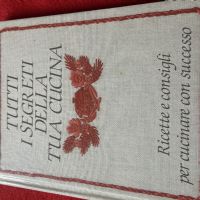 TUTTI
I SEGRETI
DELLA
TUA CUCINA
Ricette e consigli
per cucinare con successo